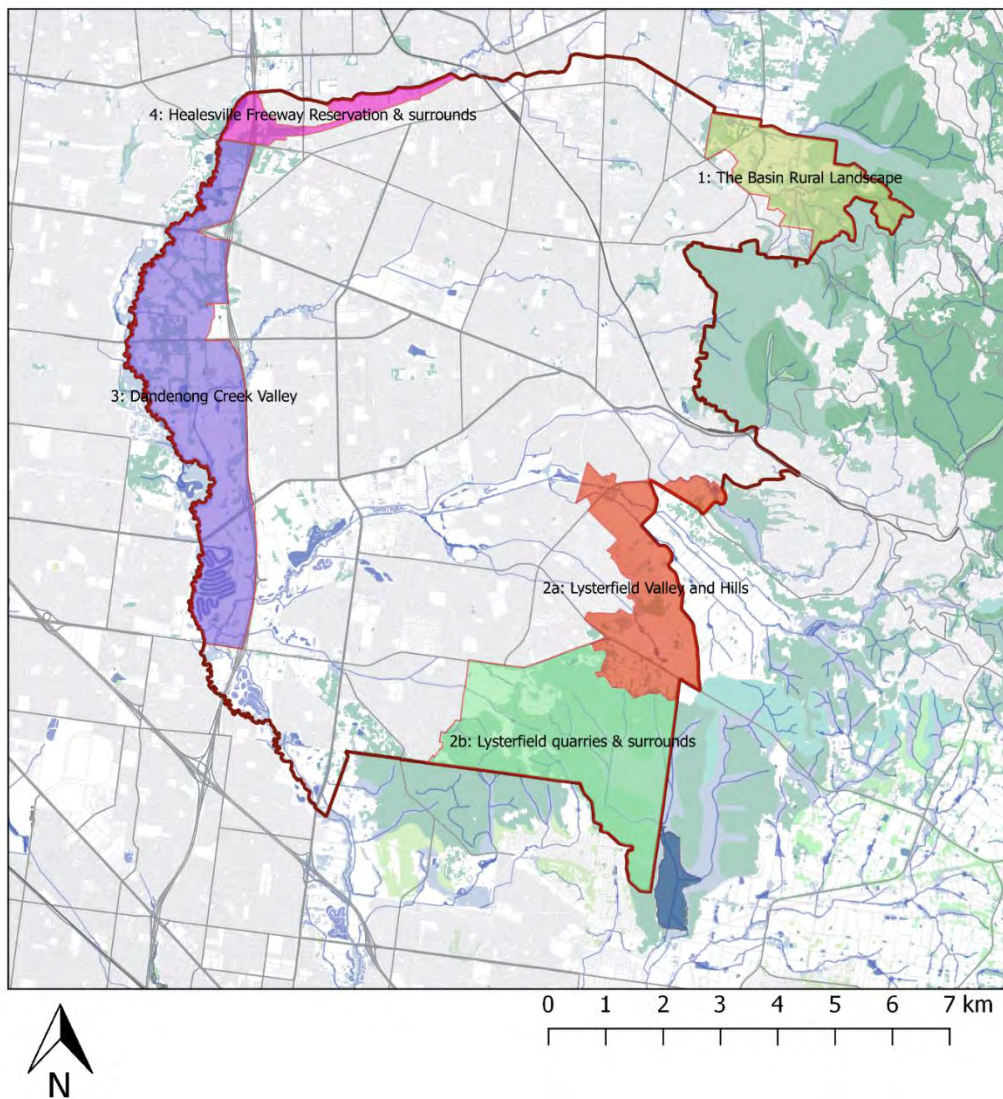 4: Healesville Freeway Reservation & surrounds
1: The Basin Rural Landscape
3: Dandenong Creek Valley
2a: Lysterfield Valley and Hills
2b: Lysterfield quarries & surrounds
0 1 2 3 4 5 6 7 km
N